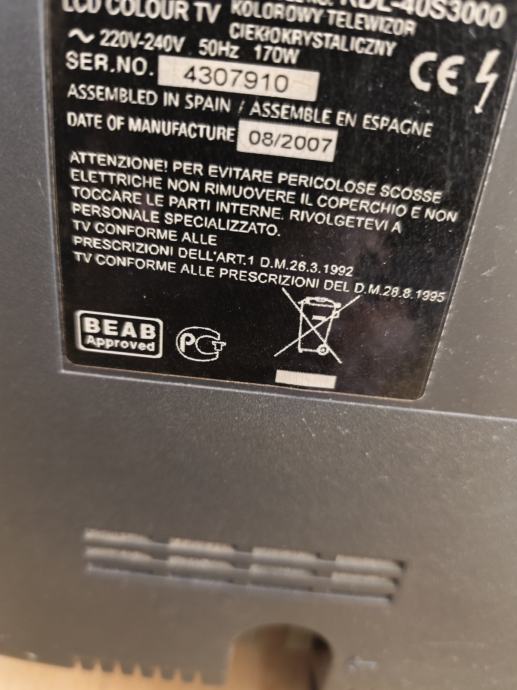 KDL-40S3000
LCD COLOUR TV KOLOROWY TELEWIZOR
CIEKŁOKRYSTALICZNY
~ 220V-240V 50Hz 170W
SER.NO. 4307910
CE
ASSEMBLED IN SPAIN / ASSEMBLE EN ESPAGNE
DATE OF MANUFACTURE 08/2007
ATTENZIONE! PER EVITARE PERICOLOSE SCOSSE
ELETTRICHE NON RIMUOVERE IL COPERCHIO E NON
TOCCARE LE PARTI INTERNE. RIVOLGETEVI A
PERSONALE SPECIALIZZATO.
TV CONFORME ALLE
PRESCRIZIONI DELL'ART.1 D.M.26.3.1992
TV CONFORME ALLE PRESCRIZIONI DEL D.M.28.8.1995
BEAB
Approved
PCT